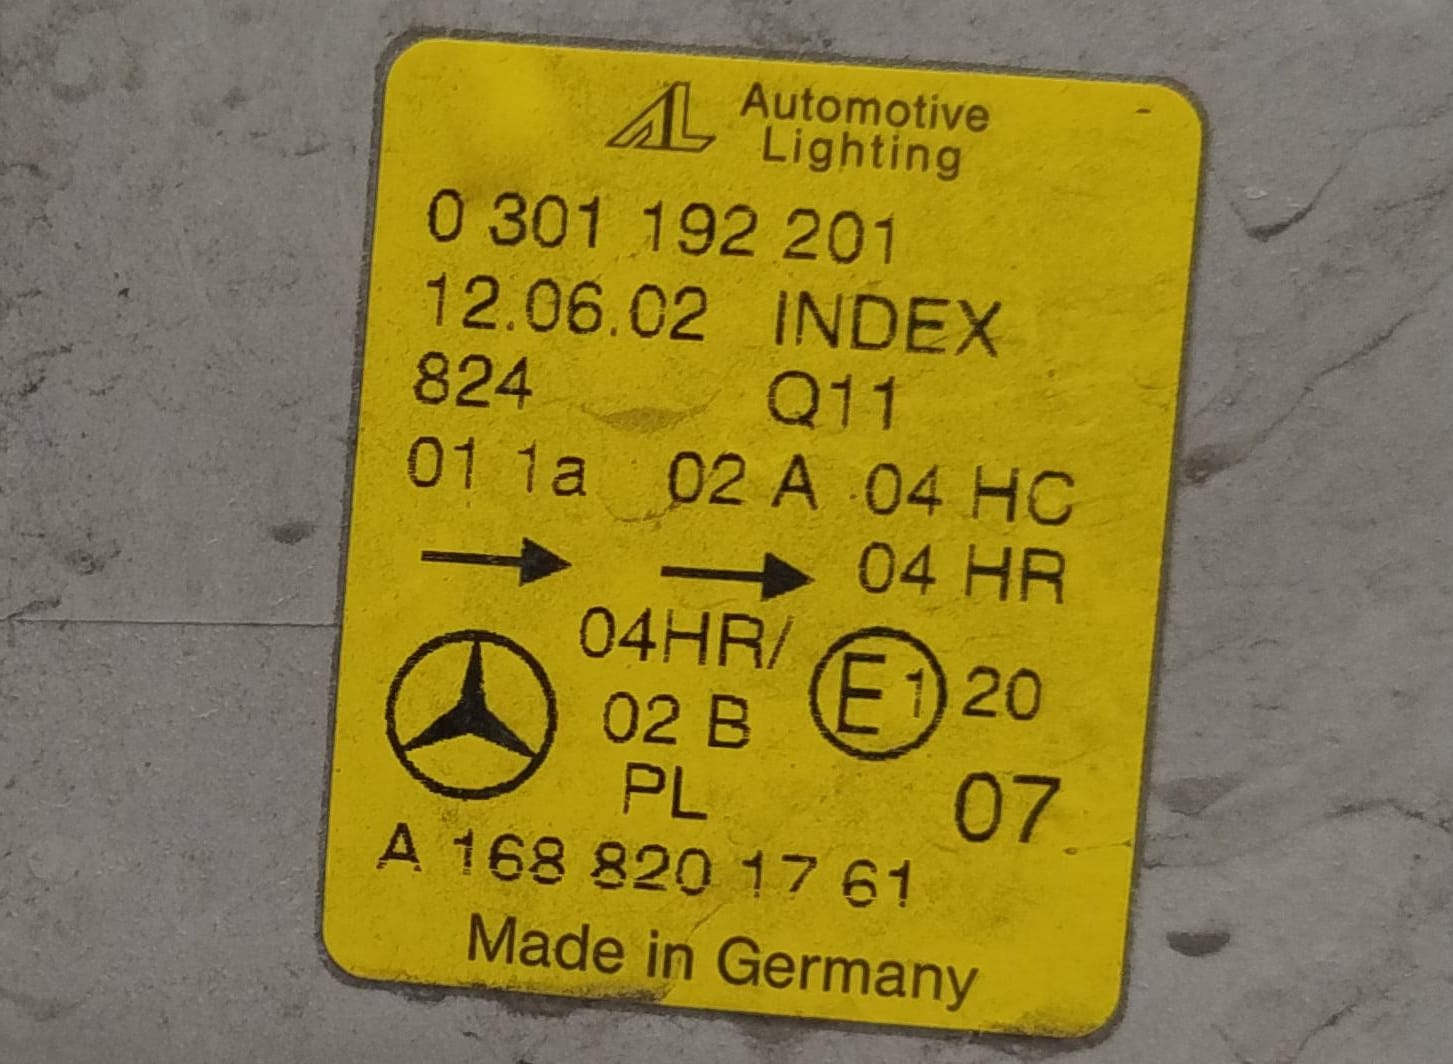 AL Automotive
Lighting
0 301 192 201
12.06.02 INDEX
824 Q11
01 1a 02 A 04 HC
04 HR
04HR/
02 B E1 20
PL 07
A 168 820 17 61
Made in Germany